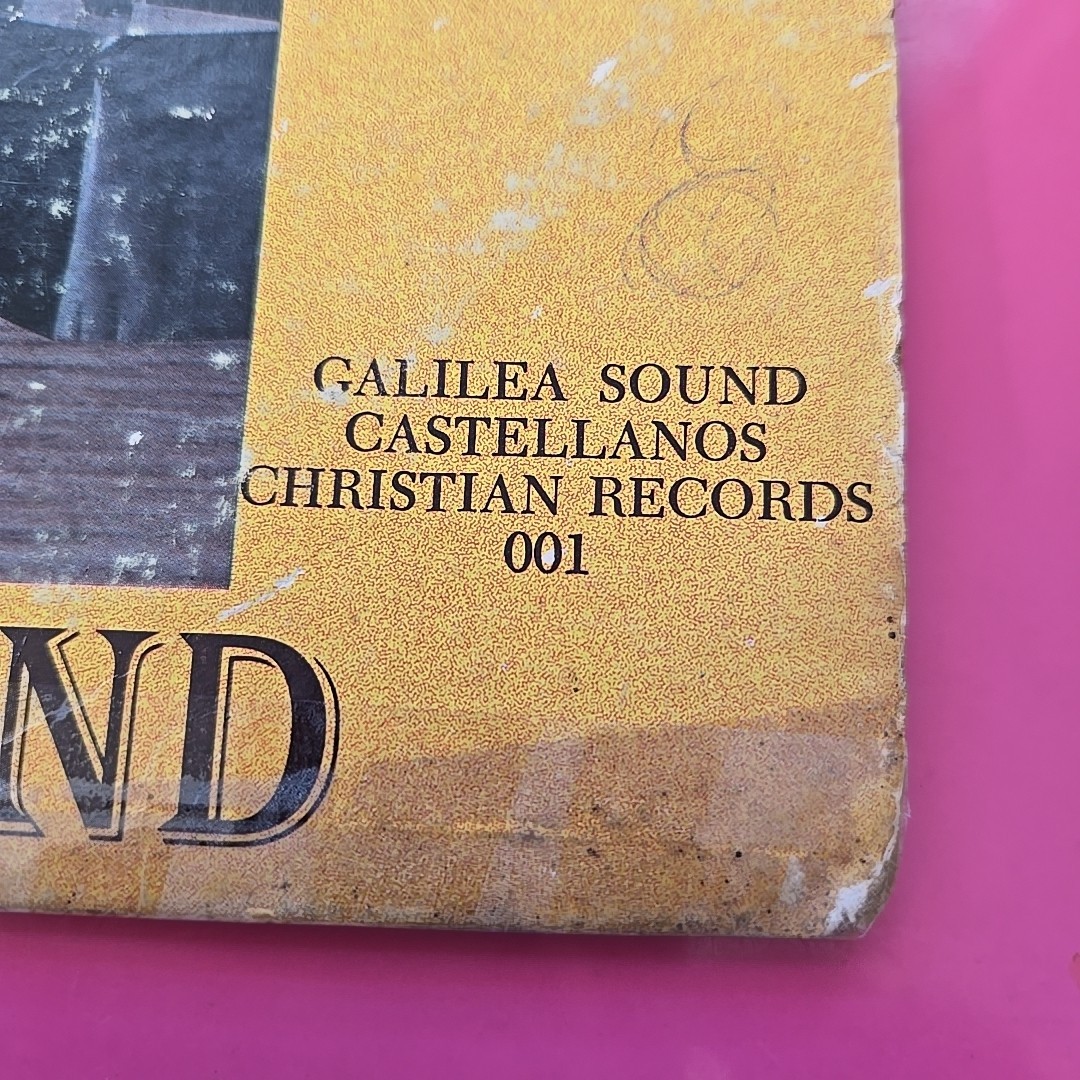 GALILEA SOUND
CASTELLANOS
CHRISTIAN RECORDS
001
ND